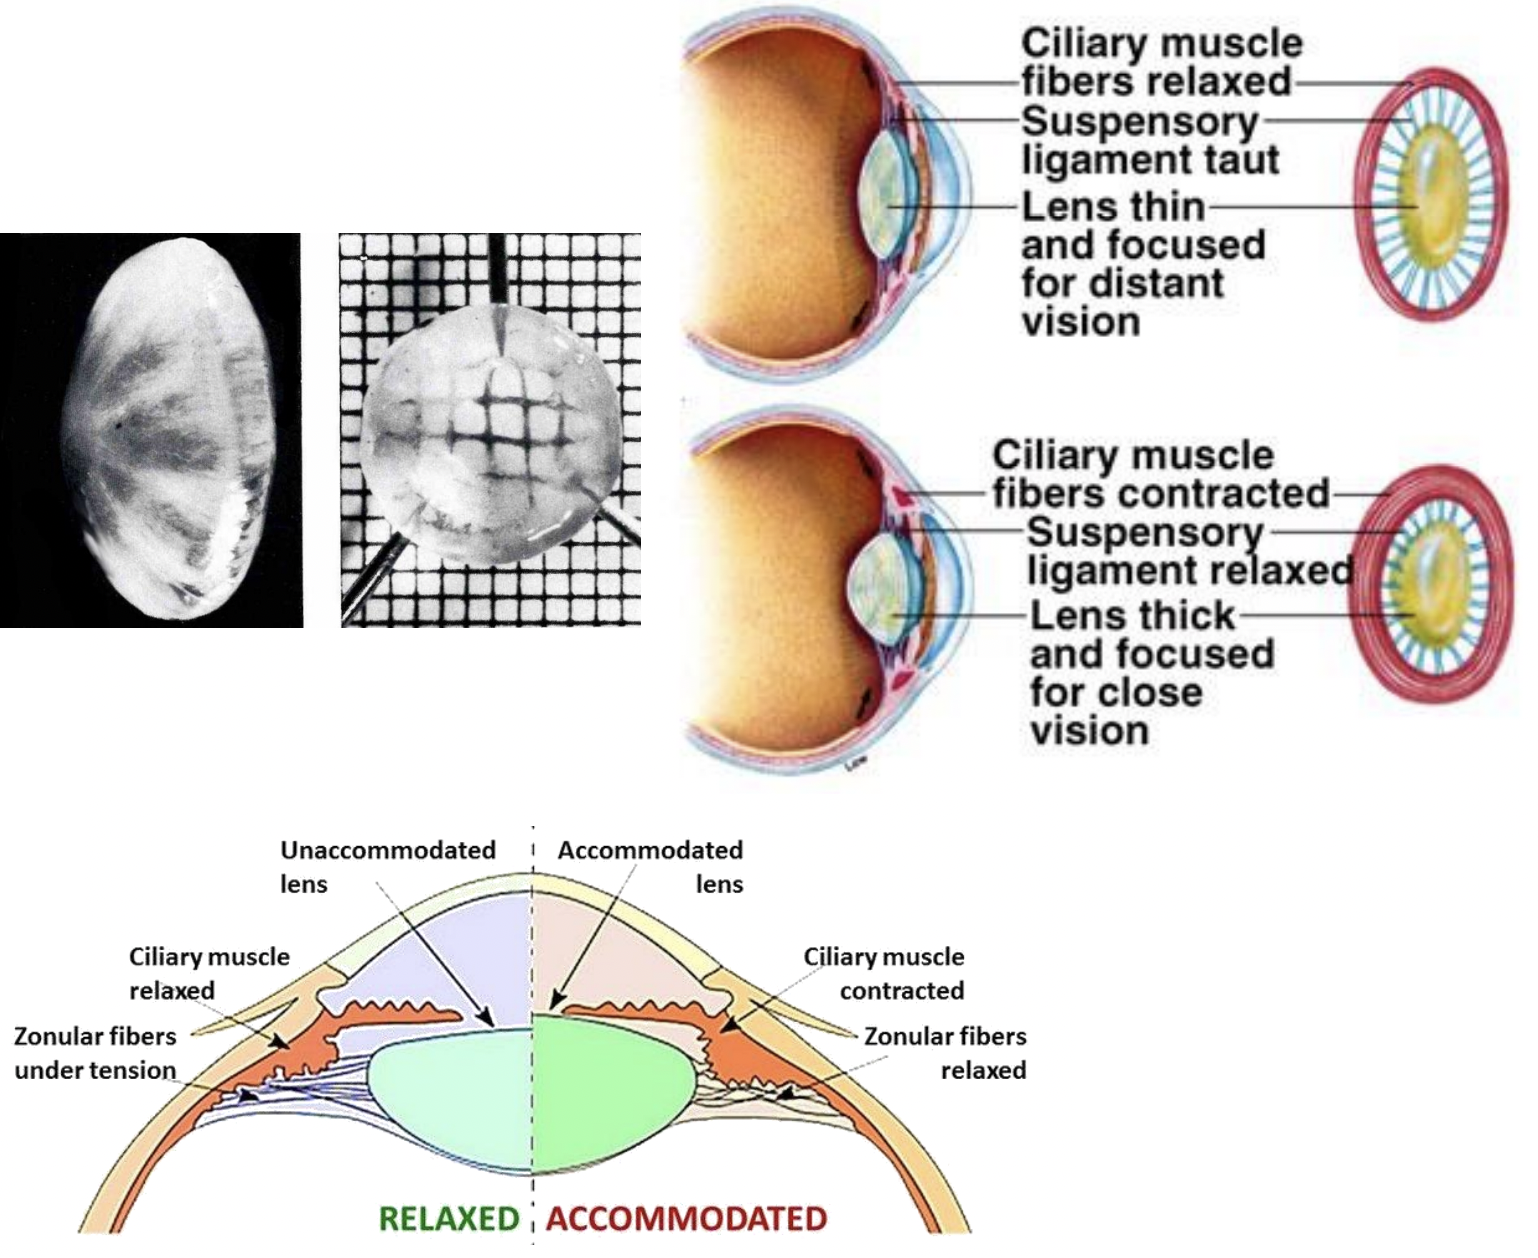 Ciliary muscle
fibers relaxed
Suspensory
ligament taut
Lens thin
and focused
for distant
vision
Ciliary muscle
fibers contracted
Suspensory
ligament relaxed
Lens thick
and focused
for close
vision
Unaccommodated
lens
Accommodated
lens
Ciliary muscle
relaxed
Ciliary muscle
contracted
Zonular fibers
under tension
Zonular fibers
relaxed
RELAXED
ACCOMMODATED